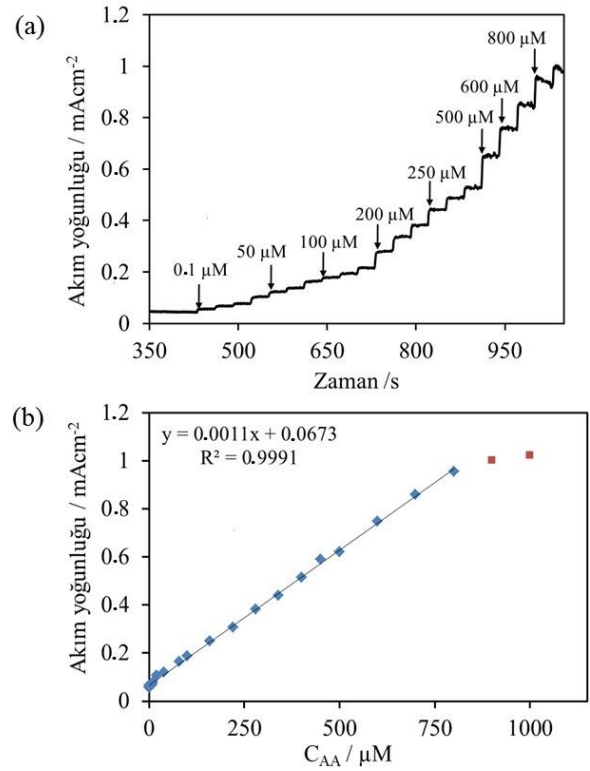 (a)
Akım yoğunluğu / mAcm-2
1.2
1
0.8
0.6
0.4
0.2
0
0.1 µM
50 µM
100 µM
200 µM
250 µM
500 µM
600 µM
800 µM
350 500 650 800 950
Zaman /s
(b)
Akım yoğunluğu / mAcm-2
1.2
1
0.8
0.6
0.4
0.2
0
y = 0.0011x + 0.0673
R² = 0.9991
0 250 500 750 1000
CAA / µM